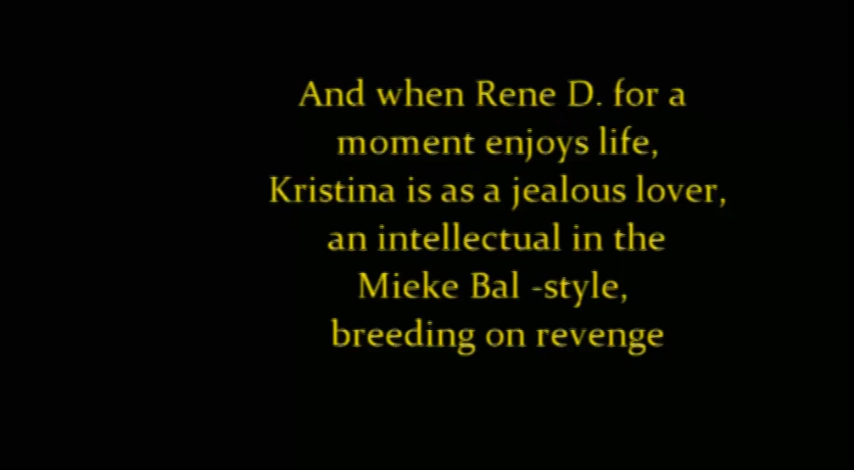 And when Rene D. for a
moment enjoys life,
Kristina is as a jealous lover,
an intellectual in the
Mieke Bal -style,
breeding on revenge